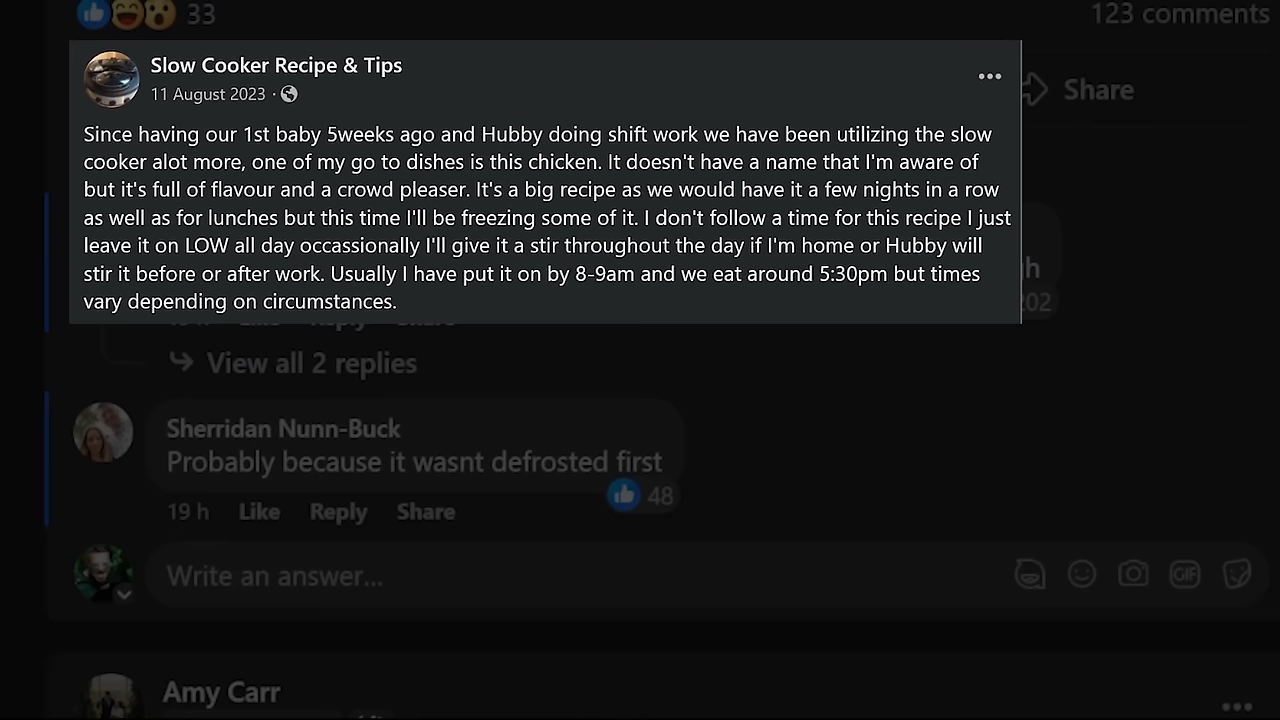 33
123 comments
Slow Cooker Recipe & Tips
11 August 2023 ·
Share
Since having our 1st baby 5weeks ago and Hubby doing shift work we have been utilizing the slow
cooker alot more, one of my go to dishes is this chicken. It doesn't have a name that I'm aware of
but it's full of flavour and a crowd pleaser. It's a big recipe as we would have it a few nights in a row
as well as for lunches but this time I'll be freezing some of it. I don't follow a time for this recipe I just
leave it on LOW all day occassionally I'll give it a stir throughout the day if I'm home or Hubby will
stir it before or after work. Usually I have put it on by 8-9am and we eat around 5:30pm but times
vary depending on circumstances.
202
View all 2 replies
Sherridan Nunn-Buck
Probably because it wasnt defrosted first
48
19 h Like Reply Share
Write an answer...
GIF
Amy Carr